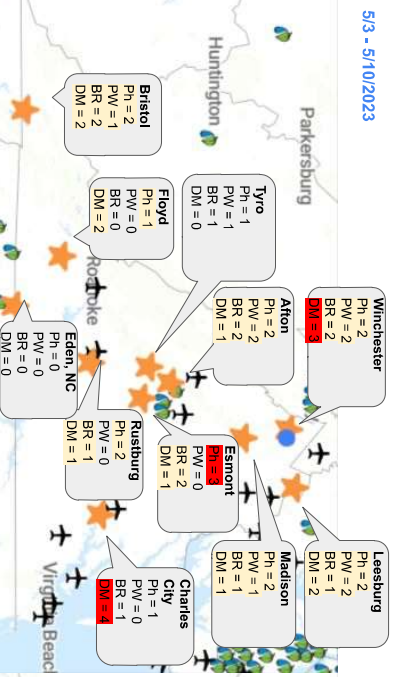 5/3 - 5/10/2023
Winchester
Ph = 2
PW = 2
BR = 2
DM = 3
Leesburg
Ph = 2
PW = 2
BR = 1
DM = 2
Parkersburg
Huntington
Tyro
Ph = 1
PW = 1
BR = 1
DM = 0
Afton
Ph = 2
PW = 2
BR = 2
DM = 1
Madison
Ph = 2
PW = 1
BR = 1
DM = 1
Esmont
Ph = 3
PW = 0
BR = 2
DM = 1
Bristol
Ph = 2
PW = 1
BR = 2
DM = 2
Floyd
Ph = 1
PW = 0
BR = 0
DM = 2
Roanoke
Rustburg
Ph = 2
PW = 0
BR = 1
DM = 1
Charles
City
Ph = 1
PW = 0
BR = 1
DM = 4
Eden, NC
Ph = 0
PW = 0
BR = 0
DM = 0
Virginia Beach